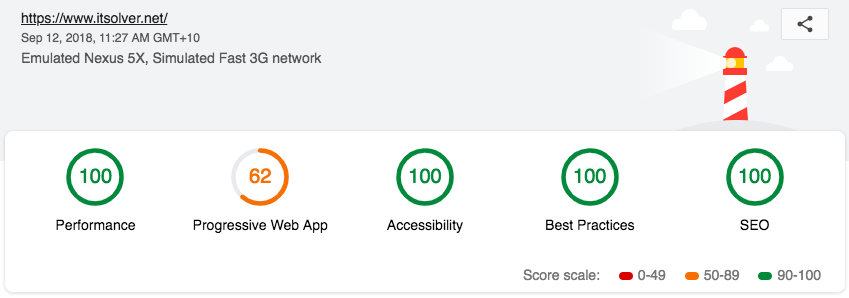 https://www.itsolver.net/
Sep 12, 2018, 11:27 AM GMT+10
Emulated Nexus 5X, Simulated Fast 3G network
100 62 100 100 100
Performance Progressive Web App Accessibility Best Practices SEO
Score scale: 0-49 50-89 90-100